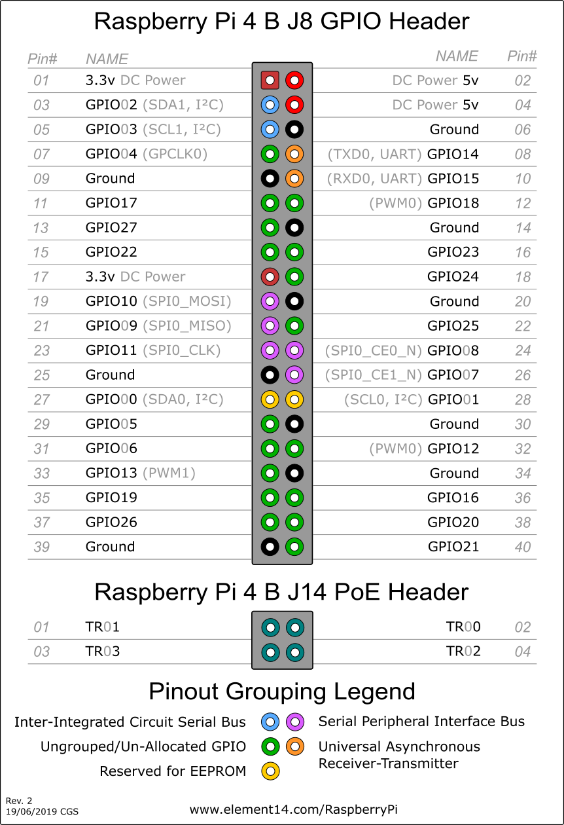 Raspberry Pi 4 B J8 GPIO Header
Pin# NAME NAME Pin#
01 3.3v DC Power DC Power 5v 02
03 GPIO02 (SDA1, I²C) DC Power 5v 04
05 GPIO03 (SCL1, I²C) Ground 06
07 GPIO04 (GPCLK0) (TXD0, UART) GPIO14 08
09 Ground (RXD0, UART) GPIO15 10
11 GPIO17 (PWM0) GPIO18 12
13 GPIO27 Ground 14
15 GPIO22 GPIO23 16
17 3.3v DC Power GPIO24 18
19 GPIO10 (SPI0_MOSI) Ground 20
21 GPIO09 (SPI0_MISO) GPIO25 22
23 GPIO11 (SPI0_CLK) (SPI0_CE0_N) GPIO08 24
25 Ground (SPI0_CE1_N) GPIO07 26
27 GPIO00 (SDA0, I²C) (SCL0, I²C) GPIO01 28
29 GPIO05 Ground 30
31 GPIO06 (PWM0) GPIO12 32
33 GPIO13 (PWM1) Ground 34
35 GPIO19 GPIO16 36
37 GPIO26 GPIO20 38
39 Ground GPIO21 40
Raspberry Pi 4 B J14 PoE Header
01 TR01 TR00 02
03 TR03 TR02 04
Pinout Grouping Legend
Inter-Integrated Circuit Serial Bus Serial Peripheral Interface Bus
Ungrouped/Un-Allocated GPIO Universal Asynchronous
Receiver-Transmitter
Reserved for EEPROM
Rev. 2
19/06/2019 CGS
www.element14.com/RaspberryPi